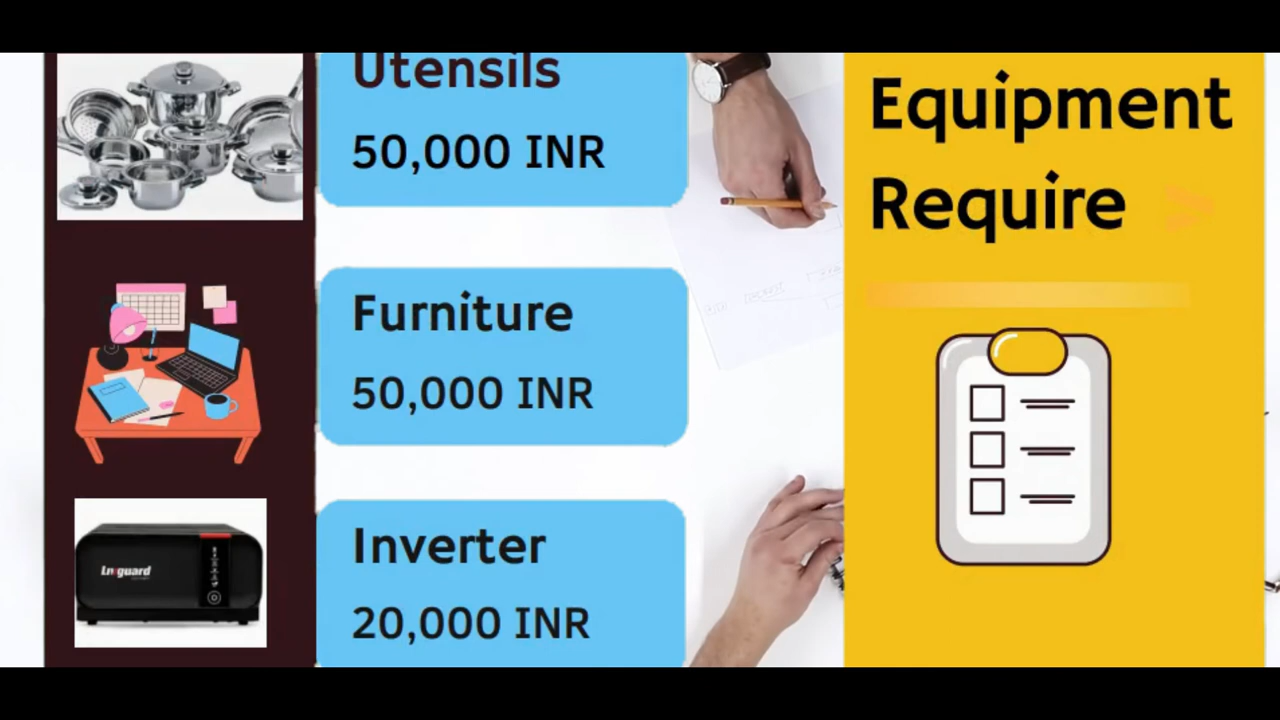 Utensils
50,000 INR
Furniture
50,000 INR
Inverter
20,000 INR
Equipment
Require